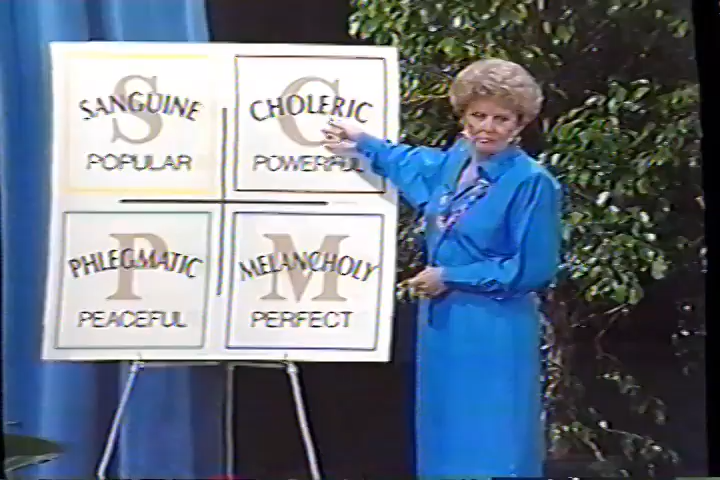 S
SANGUINE
POPULAR
C
CHOLERIC
POWERFUL
P
PHLEGMATIC
PEACEFUL
M
MELANCHOLY
PERFECT